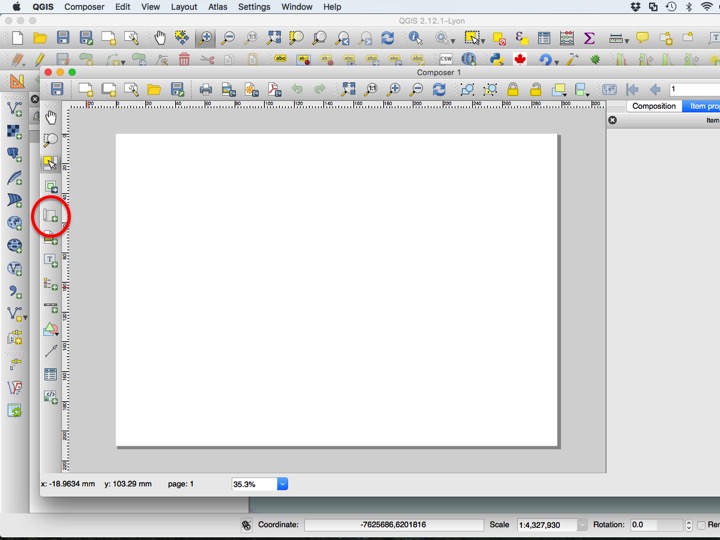 QGIS Composer Edit View Layout Atlas Settings Window Help
QGIS 2.12.1-Lyon
Composer 1
1
Composition Item prop
Item
x: -18.9634 mm y: 103.29 mm page: 1 35.3%
Coordinate: -7625686,6201816 Scale 1:4,327,930 Rotation: 0.0 Ren